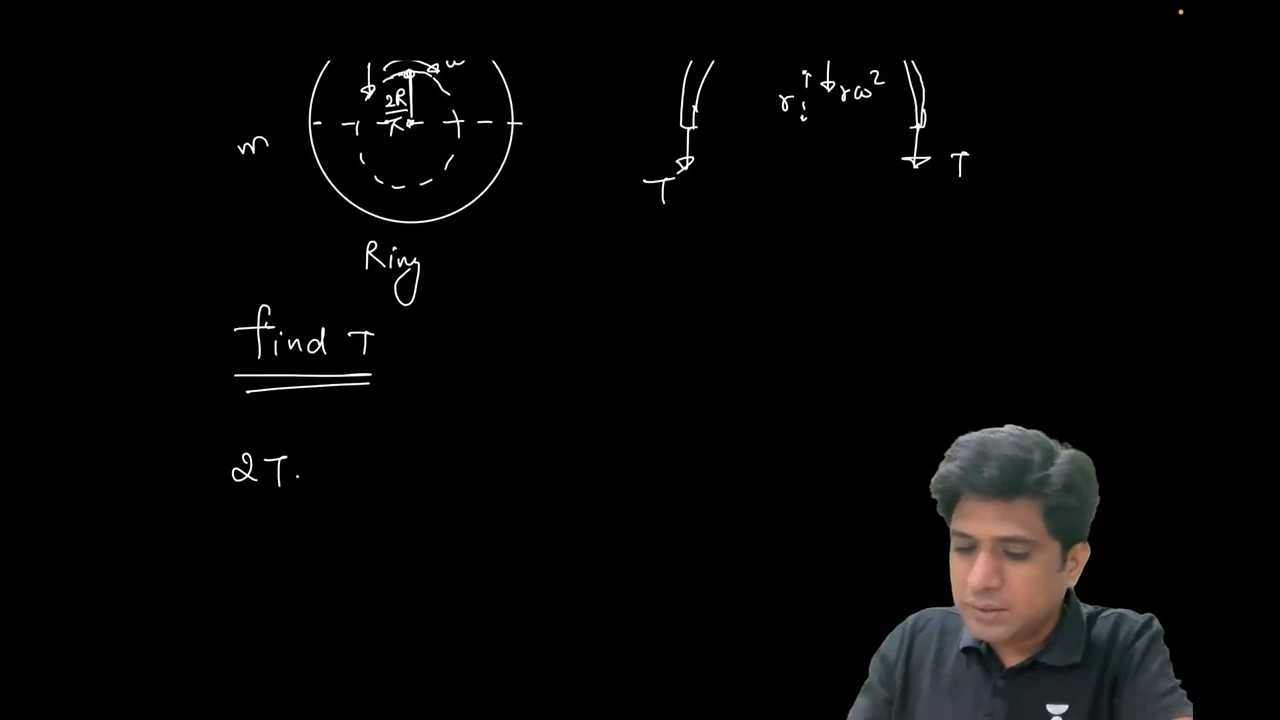 ω
2R/π
m
r
rω²
T
T
Ring
find T
2T.